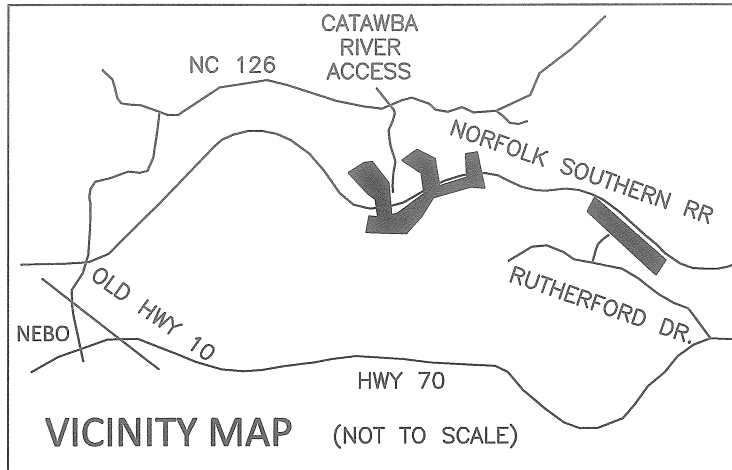 CATAWBA
RIVER
ACCESS
NC 126
NORFOLK SOUTHERN RR
OLD HWY 10
RUTHERFORD DR.
NEBO
HWY 70
VICINITY MAP (NOT TO SCALE)